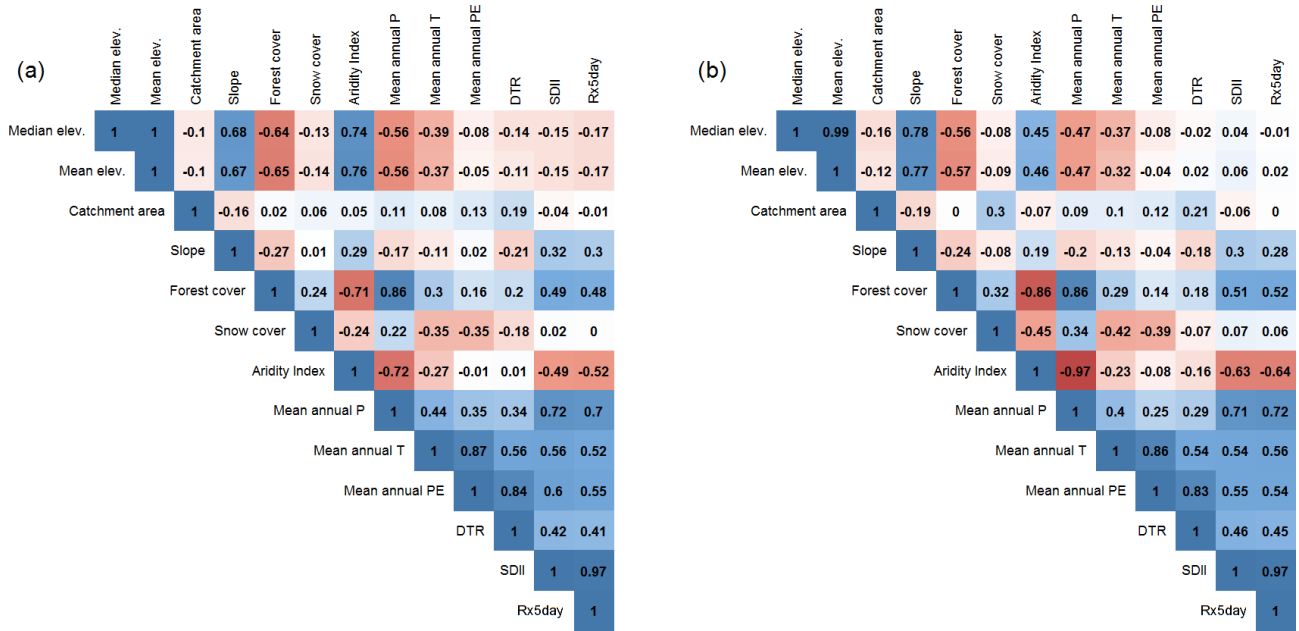 (a)
Median elev.
Mean elev.
Catchment area
Slope
Forest cover
Snow cover
Aridity Index
Mean annual P
Mean annual T
Mean annual PE
DTR
SDII
Rx5day
Median elev. 1 1 -0.1 0.68 -0.64 -0.13 0.74 -0.56 -0.39 -0.08 -0.14 -0.15 -0.17
Mean elev. 1 -0.1 0.67 -0.65 -0.14 0.76 -0.56 -0.37 -0.05 -0.11 -0.15 -0.17
Catchment area 1 -0.16 0.02 0.06 0.05 0.11 0.08 0.13 0.19 -0.04 -0.01
Slope 1 -0.27 0.01 0.29 -0.17 -0.11 0.02 -0.21 0.32 0.3
Forest cover 1 0.24 -0.71 0.86 0.3 0.16 0.2 0.49 0.48
Snow cover 1 -0.24 0.22 -0.35 -0.35 -0.18 0.02 0
Aridity Index 1 -0.72 -0.27 -0.01 0.01 -0.49 -0.52
Mean annual P 1 0.44 0.35 0.34 0.72 0.7
Mean annual T 1 0.87 0.56 0.56 0.52
Mean annual PE 1 0.84 0.6 0.55
DTR 1 0.42 0.41
SDII 1 0.97
Rx5day 1
(b)
Median elev.
Mean elev.
Catchment area
Slope
Forest cover
Snow cover
Aridity Index
Mean annual P
Mean annual T
Mean annual PE
DTR
SDII
Rx5day
Median elev. 1 0.99 -0.16 0.78 -0.56 -0.08 0.45 -0.47 -0.37 -0.08 -0.02 0.04 -0.01
Mean elev. 1 -0.12 0.77 -0.57 -0.09 0.46 -0.47 -0.32 -0.04 0.02 0.06 0.02
Catchment area 1 -0.19 0 0.3 -0.07 0.09 0.1 0.12 0.21 -0.06 0
Slope 1 -0.24 -0.08 0.19 -0.2 -0.13 -0.04 -0.18 0.3 0.28
Forest cover 1 0.32 -0.86 0.86 0.29 0.14 0.18 0.51 0.52
Snow cover 1 -0.45 0.34 -0.42 -0.39 -0.07 0.07 0.06
Aridity Index 1 -0.97 -0.23 -0.08 -0.16 -0.63 -0.64
Mean annual P 1 0.4 0.25 0.29 0.71 0.72
Mean annual T 1 0.86 0.54 0.54 0.56
Mean annual PE 1 0.83 0.55 0.54
DTR 1 0.46 0.45
SDII 1 0.97
Rx5day 1